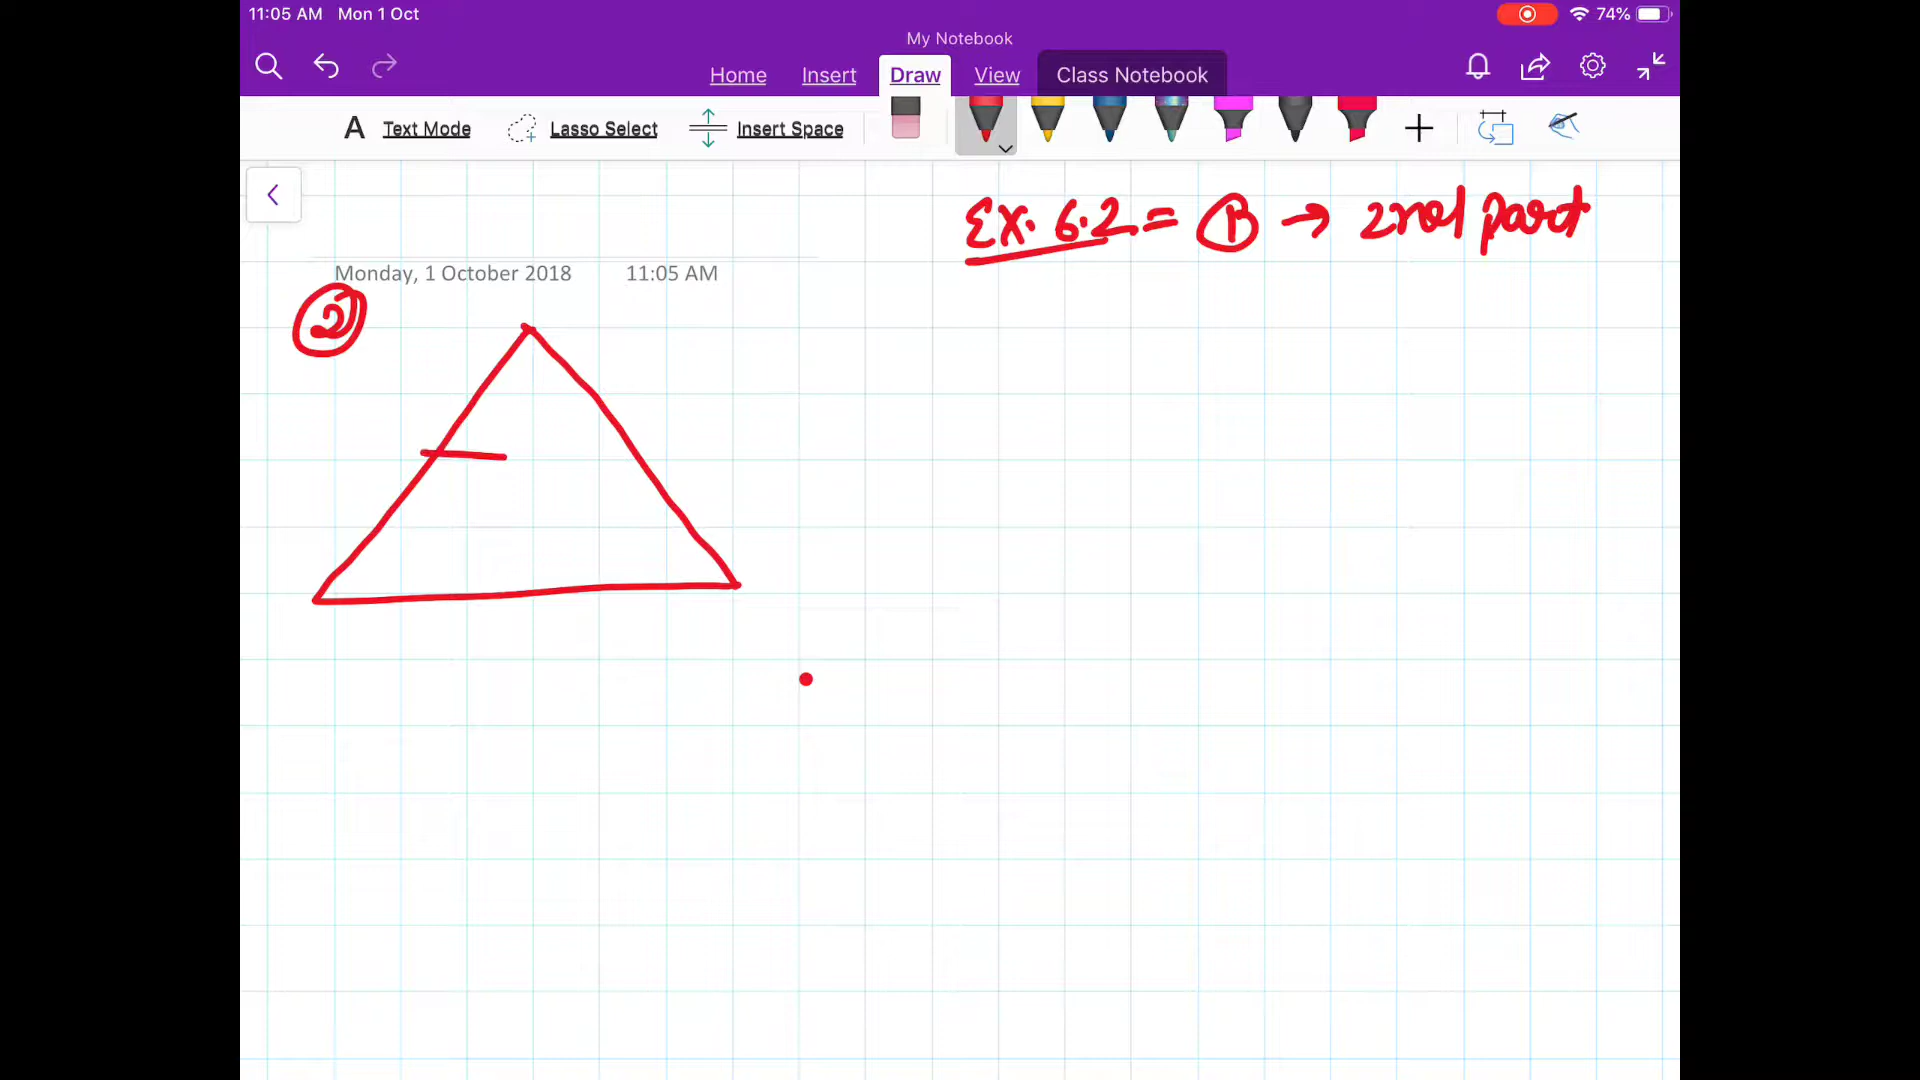 11:05 AM Mon 1 Oct 74%
My Notebook
Home Insert Draw View Class Notebook
A Text Mode Lasso Select Insert Space
Ex. 6.2 = 1 → 2nd part
Monday, 1 October 2018 11:05 AM
2